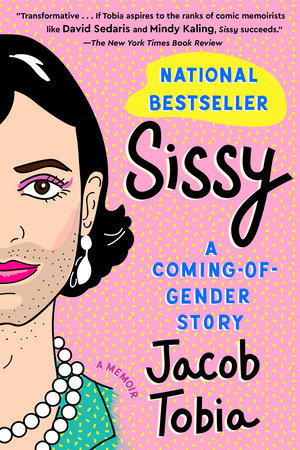 "Transformative . . . If Tobia aspires to the ranks of comic memoirists
like David Sedaris and Mindy Kaling, Sissy succeeds."
—The New York Times Book Review
NATIONAL
BESTSELLER
Sissy
A
COMING-OF-
GENDER
STORY
A MEMOIR
Jacob
Tobia